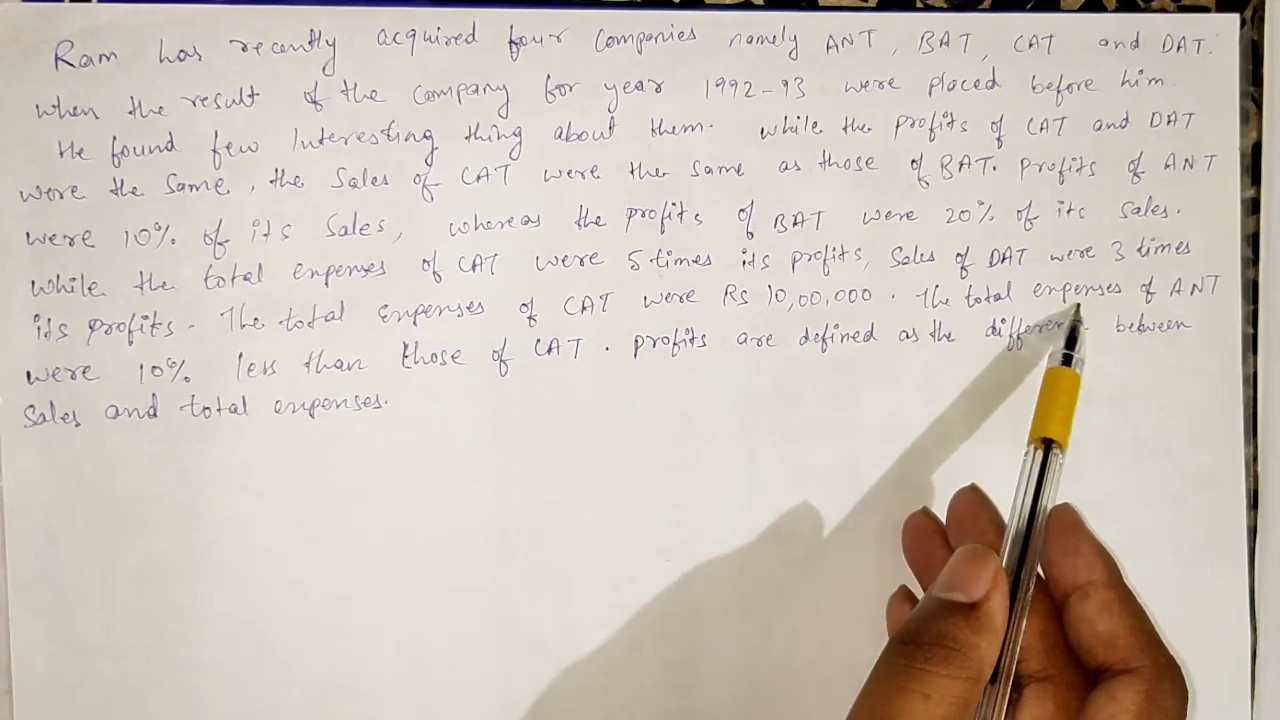 Ram has recently acquired four companies namely ANT, BAT, CAT and DAT.
When the result of the company for year 1992-93 were placed before him
He found few Interesting thing about them. While the profits of CAT and DAT
were the same, the sales of CAT were the same as those of BAT. Profits of ANT
were 10% of its sales, whereas the profits of BAT were 20% of its sales.
While the total expenses of CAT were 5 times its profits, sales of DAT were 3 times
its profits. The total expenses of CAT were Rs 10,00,000. The total expenses of ANT
were 10% less than those of CAT. profits are defined as the between
Sales and total expenses.